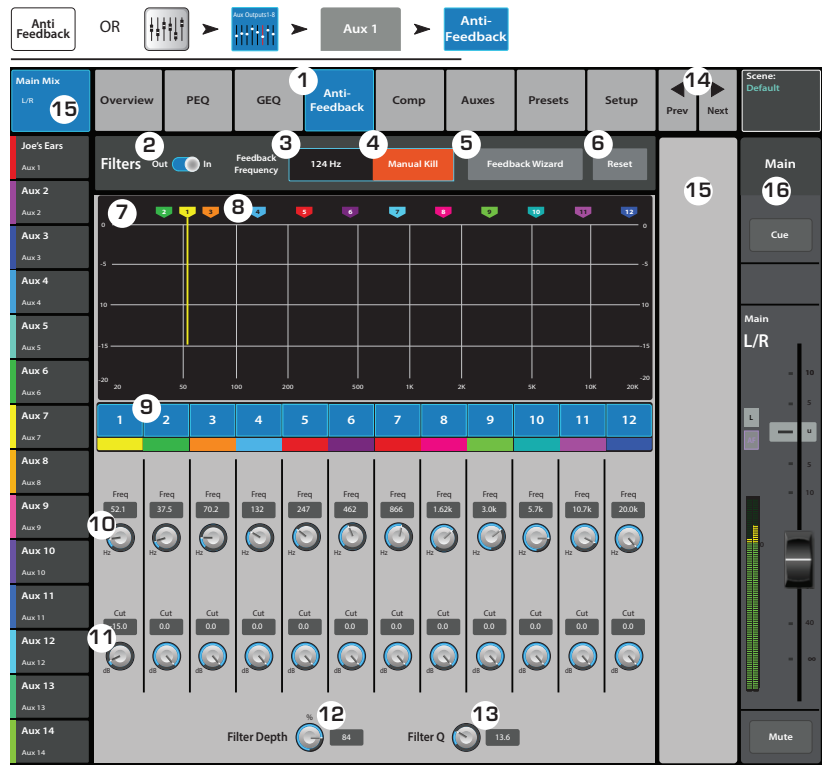 Anti
Feedback
OR
Aux Outputs1-8
Aux 1
Anti-
Feedback
Main Mix
L/R
15
Overview
PEQ
GEQ
1
Anti-
Feedback
Comp
Auxes
Presets
Setup
14
Prev Next
Scene:
Default
Joe's Ears
Aux 1
Aux 2
Aux 2
Aux 3
Aux 3
Aux 4
Aux 4
Aux 5
Aux 5
Aux 6
Aux 6
Aux 7
Aux 7
Aux 8
Aux 8
Aux 9
Aux 9
Aux 10
Aux 10
Aux 11
Aux 11
Aux 12
Aux 12
Aux 13
Aux 13
Aux 14
Aux 14
2 3 4 5 6
Filters Out In
Feedback
Frequency
124 Hz
Manual Kill
Feedback Wizard
Reset
7 8
2 1 3 4 5 6 7 8 9 10 11 12
0 0
-5 -5
10 -10
-15 -15
-20 -20
20 50 100 200 500 1K 2K 5K 10K 20K
9
1 2 3 4 5 6 7 8 9 10 11 12
Freq Freq Freq Freq Freq Freq Freq Freq Freq Freq Freq Freq
52.1 37.5 70.2 132 247 462 866 1.62k 3.0k 5.7k 10.7k 20.0k
10
Hz Hz Hz Hz Hz Hz Hz Hz Hz Hz Hz Hz
Cut Cut Cut Cut Cut Cut Cut Cut Cut Cut Cut Cut
-15.0 0.0 0.0 0.0 0.0 0.0 0.0 0.0 0.0 0.0 0.0 0.0
11
dB dB dB dB dB dB dB dB dB dB dB dB
12 13
%
Filter Depth 84
Filter Q 13.6
15
Main
16
Cue
Main
L/R
10
5
L
u
5
10
0
40
∞
Mute